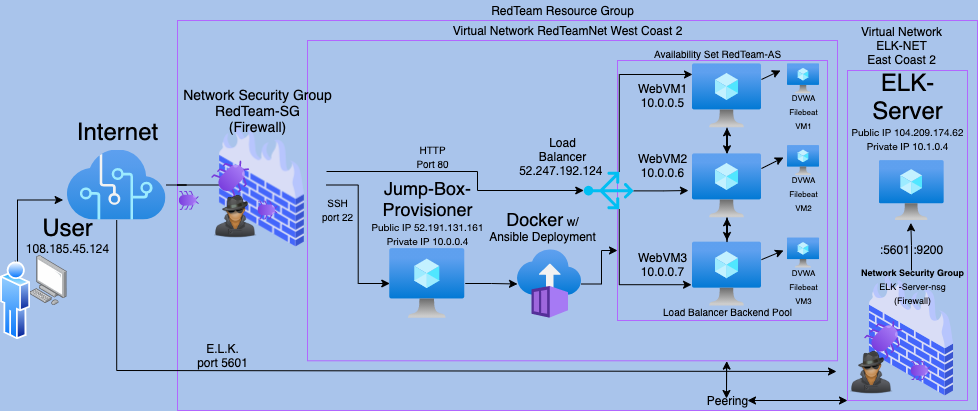 RedTeam Resource Group
Virtual Network RedTeamNet West Coast 2
Virtual Network
ELK-NET
East Coast 2
Availability Set RedTeam-AS
Network Security Group
RedTeam-SG
(Firewall)
Internet
User
108.185.45.124
HTTP
Port 80
SSH
port 22
Jump-Box-
Provisioner
Public IP 52.191.131.161
Private IP 10.0.0.4
Docker w/
Ansible Deployment
Load
Balancer
52.247.192.124
WebVM1
10.0.0.5
DVWA
Filebeat
VM1
WebVM2
10.0.0.6
DVWA
Filebeat
VM2
WebVM3
10.0.0.7
DVWA
Filebeat
VM3
Load Balancer Backend Pool
ELK-
Server
Public IP 104.209.174.62
Private IP 10.1.0.4
:5601 :9200
Network Security Group
ELK -Server-nsg
(Firewall)
E.L.K.
port 5601
Peering